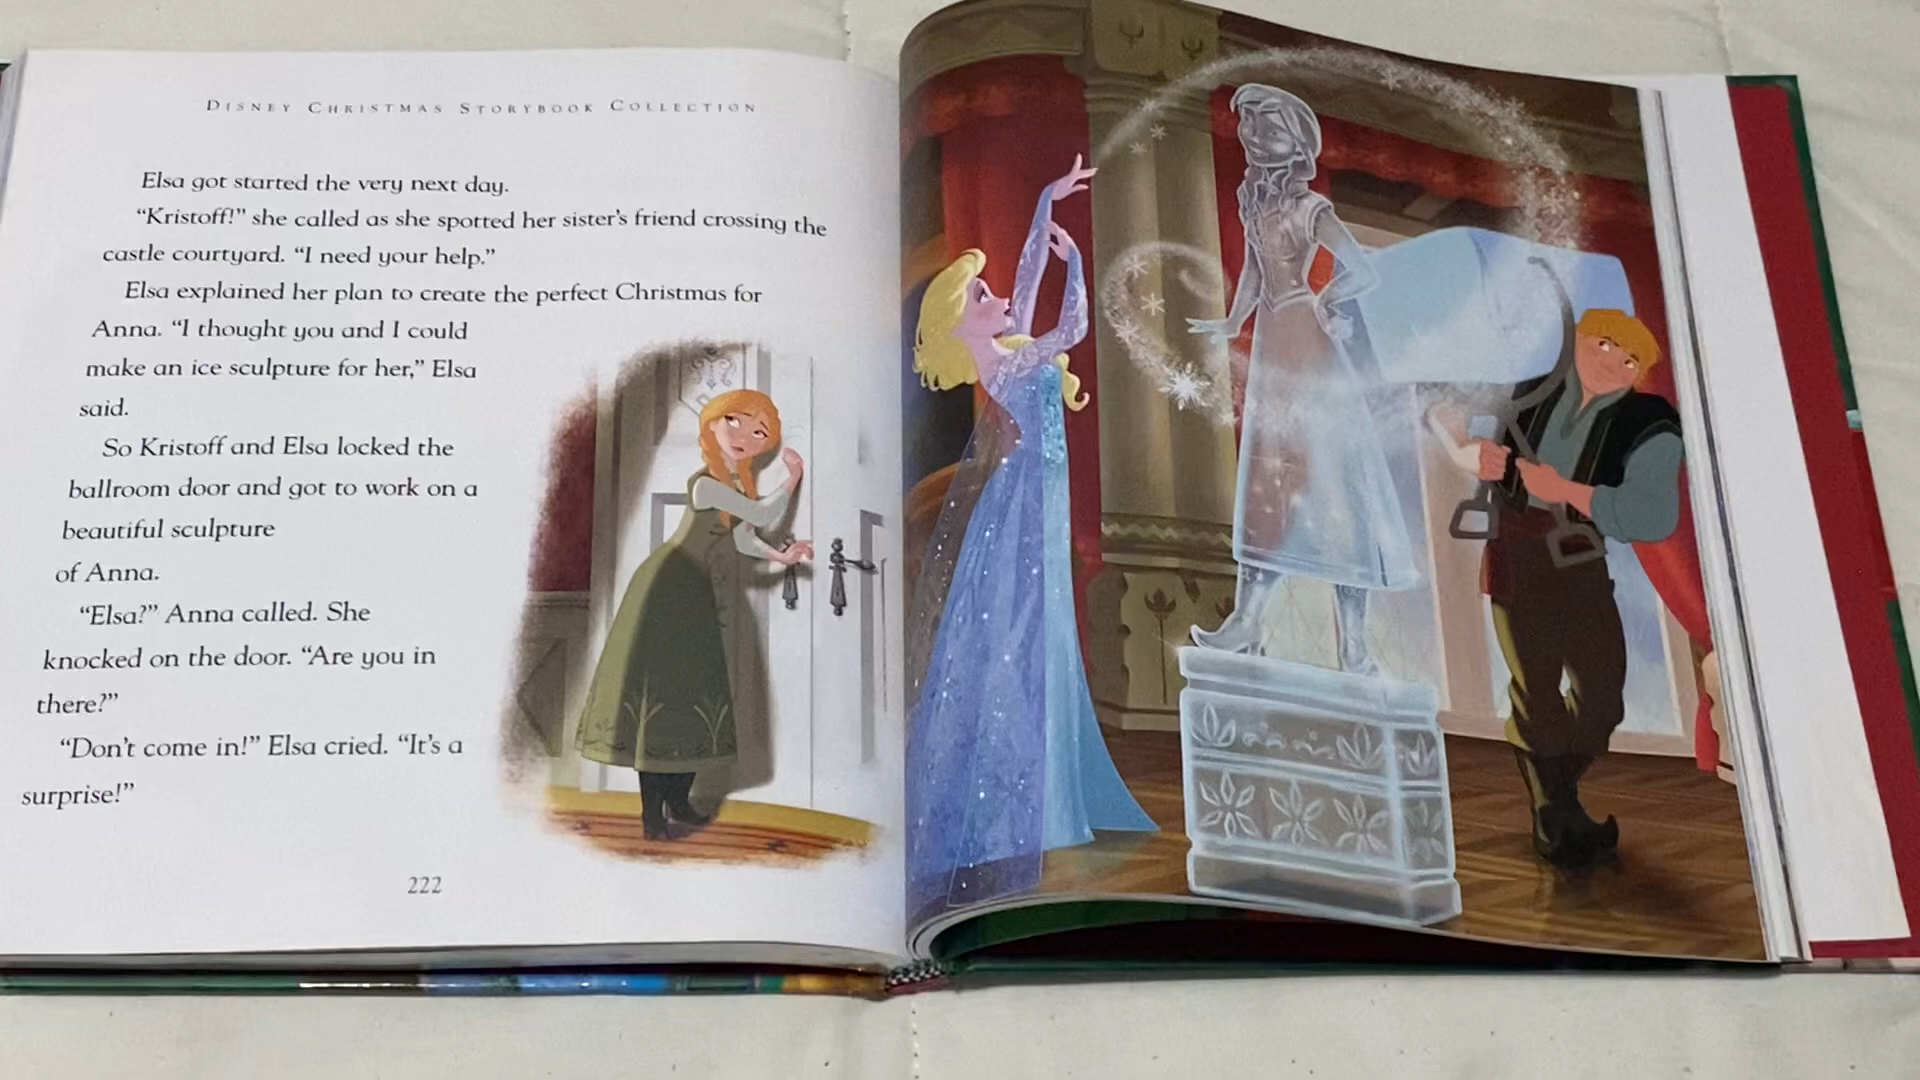 DISNEY CHRISTMAS STORYBOOK COLLECTION
Elsa got started the very next day.
“Kristoff!” she called as she spotted her sister’s friend crossing the
castle courtyard. “I need your help.”
Elsa explained her plan to create the perfect Christmas for
Anna. “I thought you and I could
make an ice sculpture for her,” Elsa
said.
So Kristoff and Elsa locked the
ballroom door and got to work on a
beautiful sculpture
of Anna.
“Elsa?” Anna called. She
knocked on the door. “Are you in
there?”
“Don’t come in!” Elsa cried. “It’s a
surprise!”
222